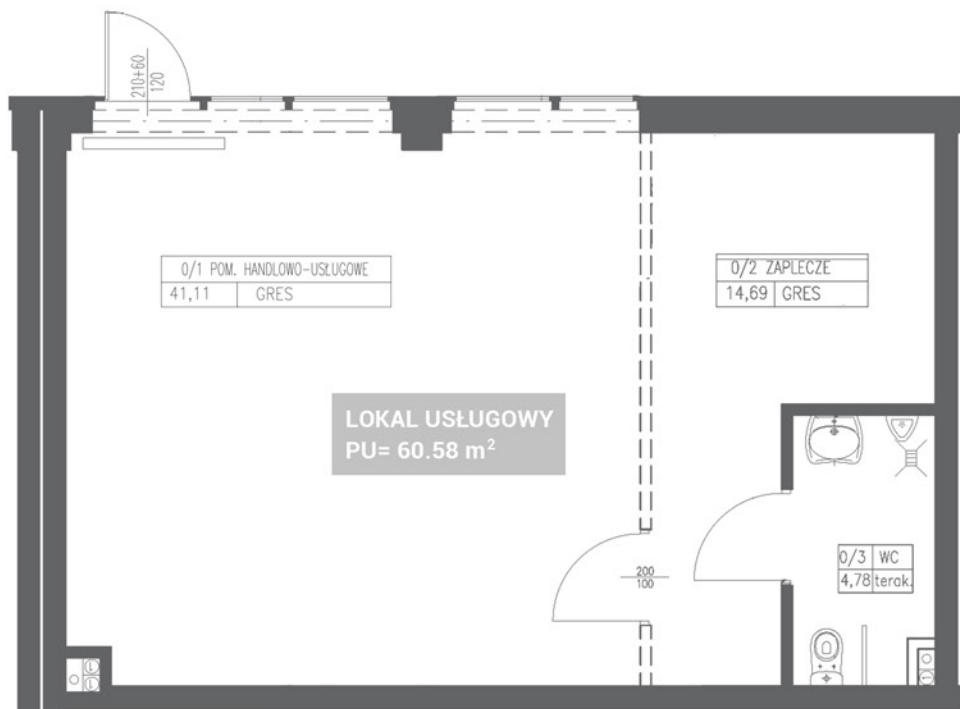 210+60
120
0/1 POM. HANDLOWO-USŁUGOWE
41,11 GRES
0/2 ZAPLECZE
14,69 GRES
LOKAL USŁUGOWY
PU= 60.58 m²
200
100
0/3 WC
4,78 terak.